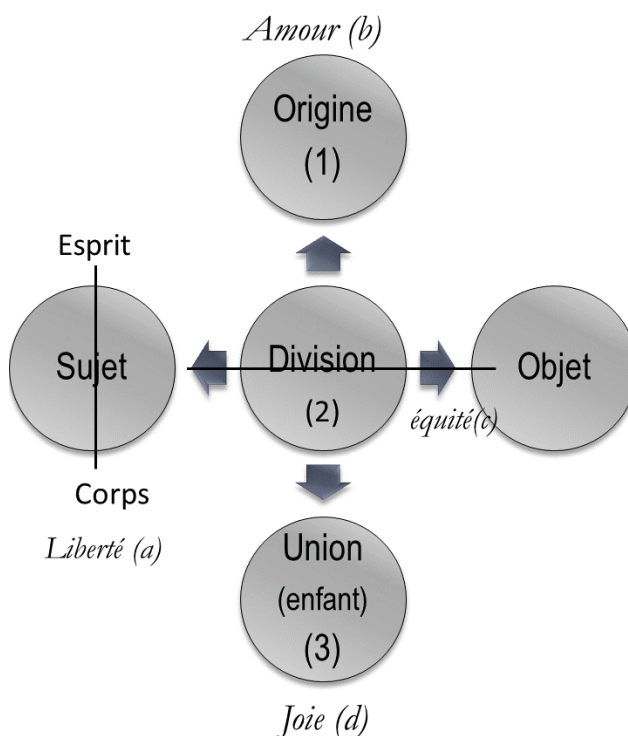 Amour (b)
Origine
(1)
Esprit
Sujet
Division
(2)
Objet
équité(c)
Corps
Liberté (a)
Union
(enfant)
(3)
Joie (d)